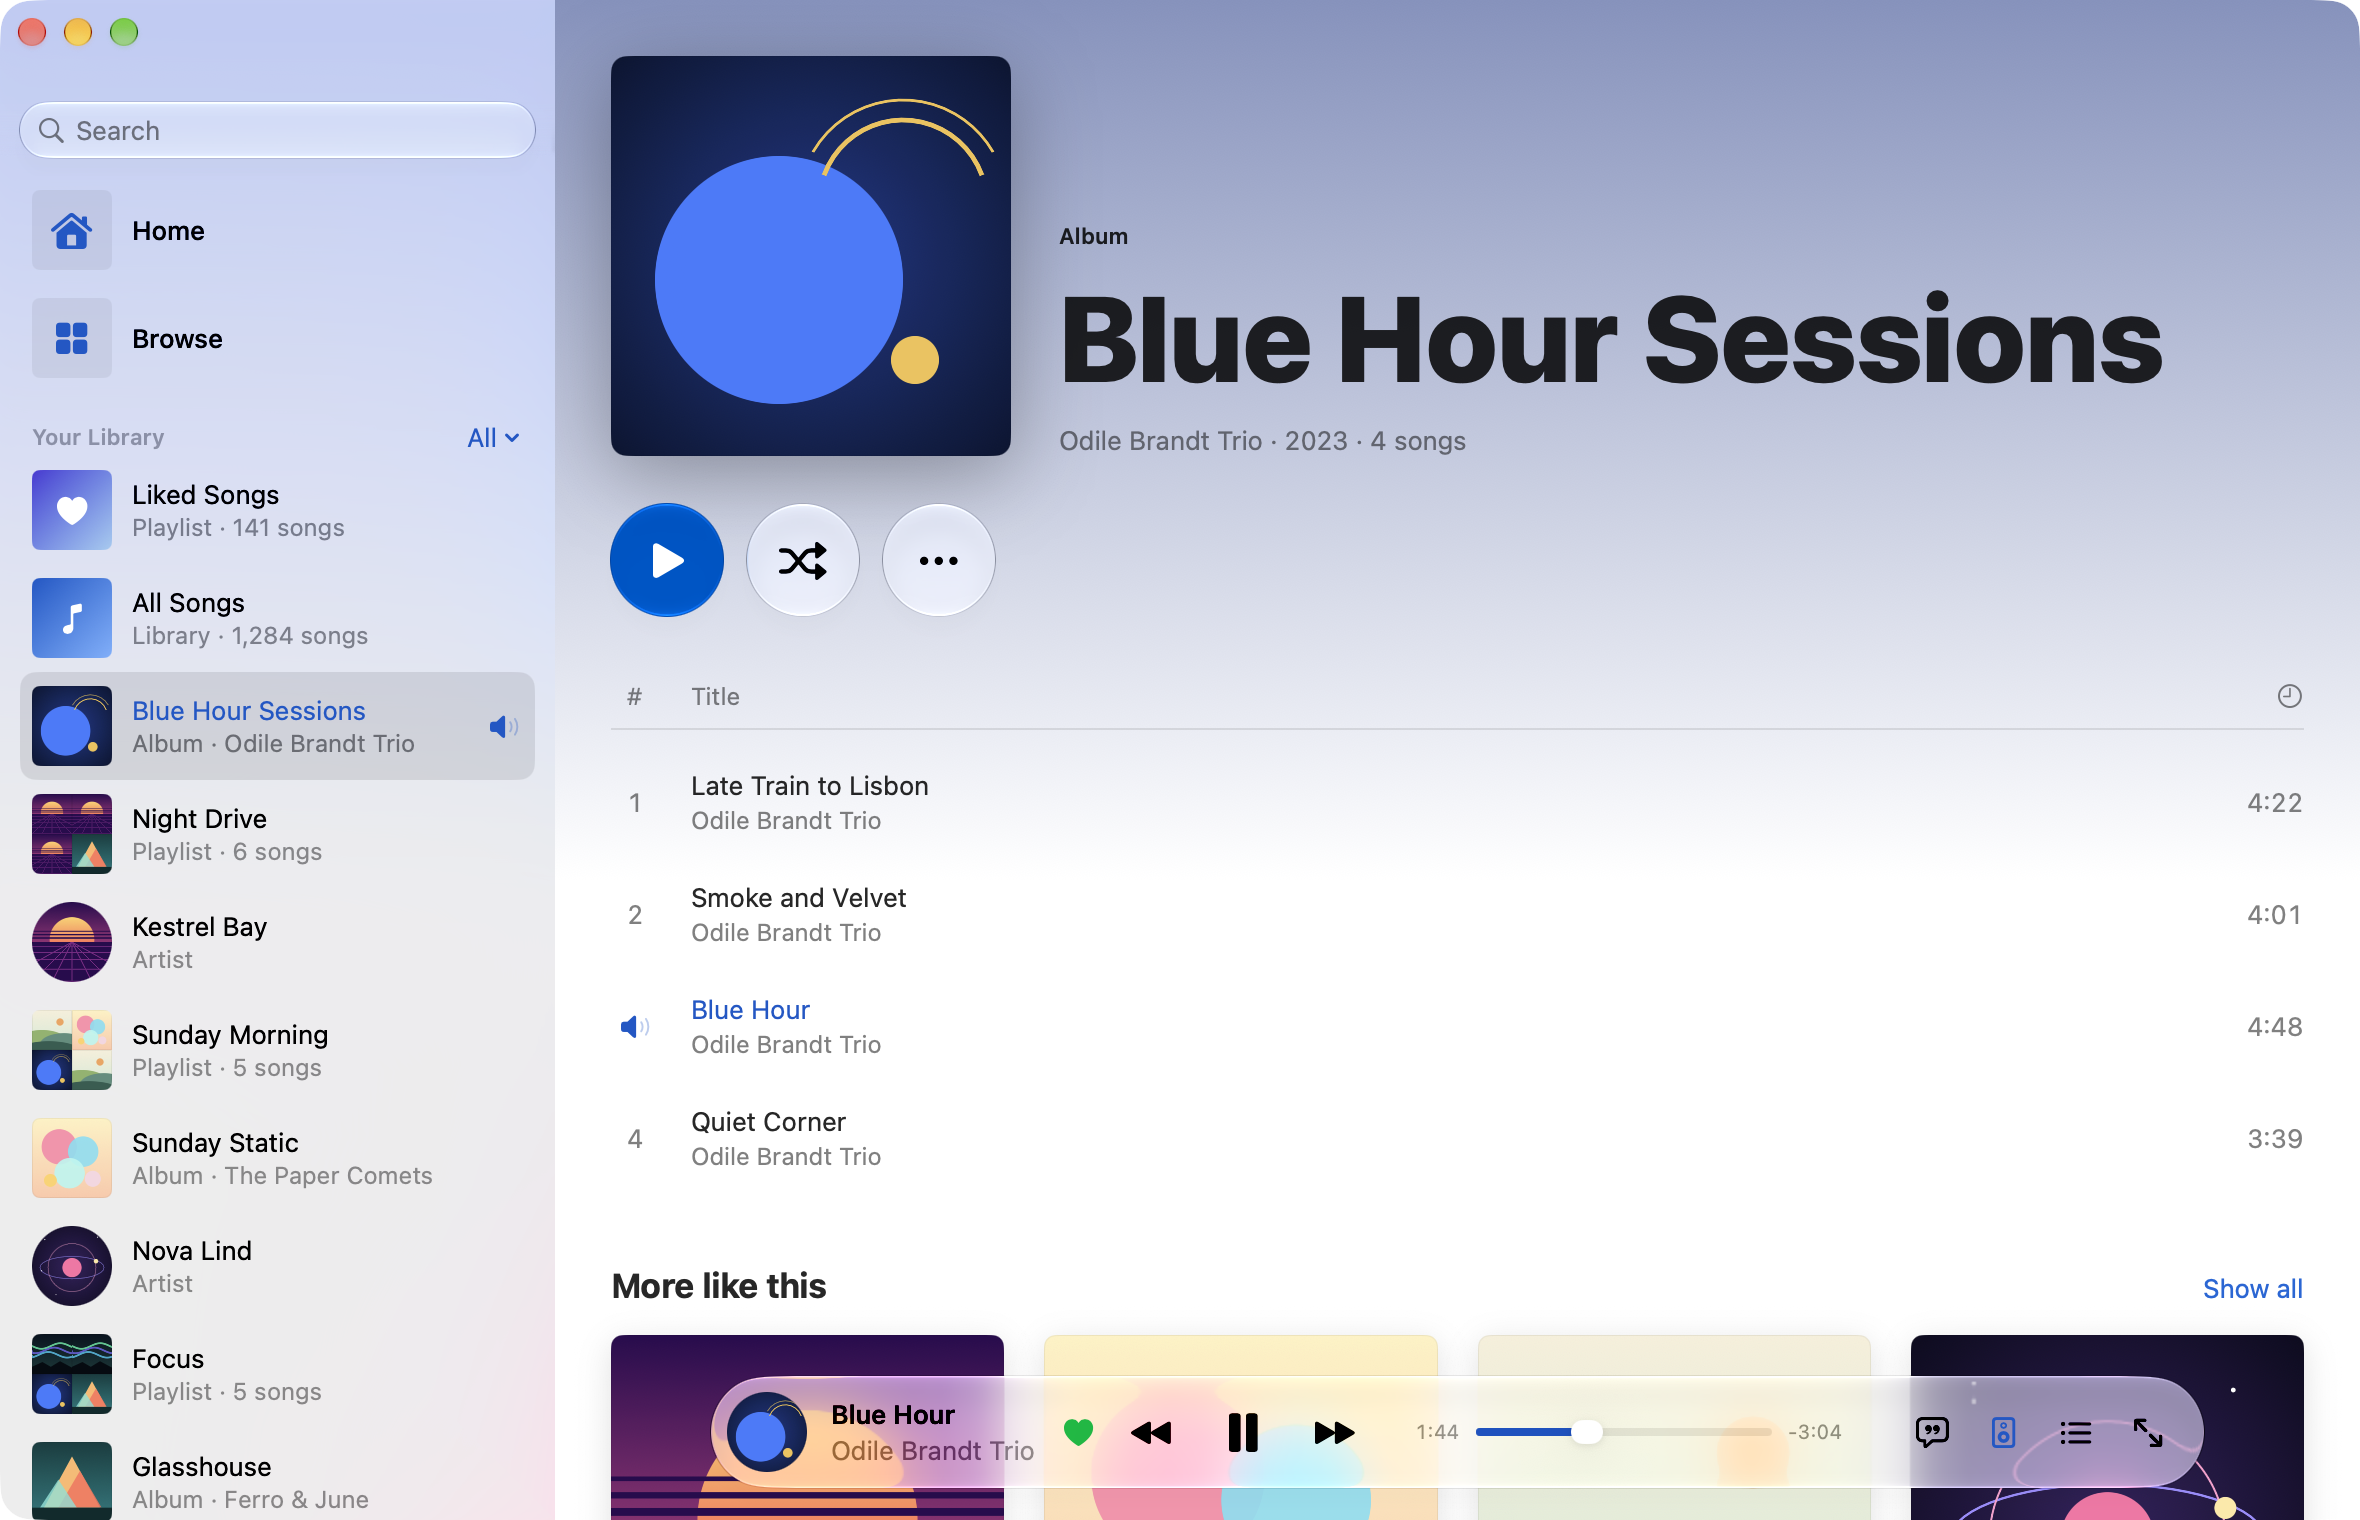 Search
Home
Browse
Your Library
All
Liked Songs
Playlist · 141 songs
All Songs
Library · 1,284 songs
Blue Hour Sessions
Album · Odile Brandt Trio
Night Drive
Playlist · 6 songs
Kestrel Bay
Artist
Sunday Morning
Playlist · 5 songs
Sunday Static
Album · The Paper Comets
Nova Lind
Artist
Focus
Playlist · 5 songs
Glasshouse
Album · Ferro & June
Album
Blue Hour Sessions
Odile Brandt Trio · 2023 · 4 songs
# Title
1 Late Train to Lisbon 4:22
Odile Brandt Trio
2 Smoke and Velvet 4:01
Odile Brandt Trio
Blue Hour 4:48
Odile Brandt Trio
4 Quiet Corner 3:39
Odile Brandt Trio
More like this
Show all
Blue Hour
Odile Brandt Trio
1:44
-3:04